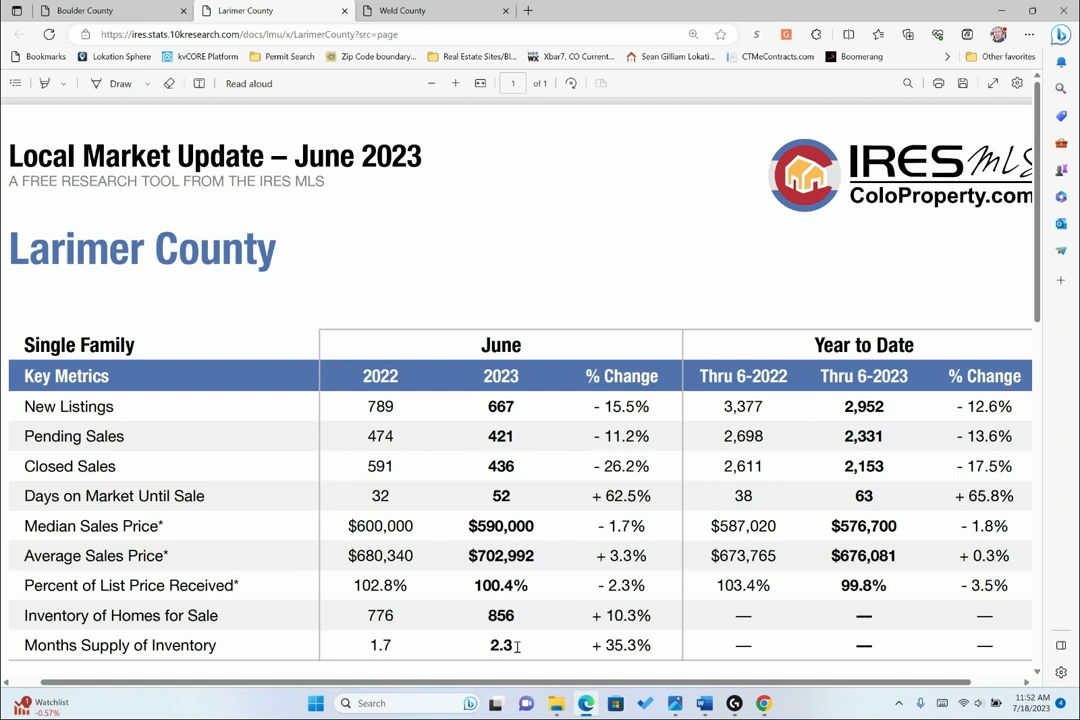 Boulder County
Larimer County
Weld County
https://ires.stats.10kresearch.com/docs/lmu/x/LarimerCounty?src=page
Bookmarks
Lokation Sphere
kvCORE Platform
Permit Search
Zip Code boundary...
Real Estate Sites/Bl...
Xbar7, CO Current...
Sean Gilliam Lokati...
CTMeContracts.com
Boomerang
Other favorites
Draw
Read aloud
1
of 1
Local Market Update – June 2023
A FREE RESEARCH TOOL FROM THE IRES MLS
IRES MLS
ColoProperty.com
Larimer County
Single Family June Year to Date
Key Metrics 2022 2023 % Change Thru 6-2022 Thru 6-2023 % Change
New Listings 789 667 - 15.5% 3,377 2,952 - 12.6%
Pending Sales 474 421 - 11.2% 2,698 2,331 - 13.6%
Closed Sales 591 436 - 26.2% 2,611 2,153 - 17.5%
Days on Market Until Sale 32 52 + 62.5% 38 63 + 65.8%
Median Sales Price* $600,000 $590,000 - 1.7% $587,020 $576,700 - 1.8%
Average Sales Price* $680,340 $702,992 + 3.3% $673,765 $676,081 + 0.3%
Percent of List Price Received* 102.8% 100.4% - 2.3% 103.4% 99.8% - 3.5%
Inventory of Homes for Sale 776 856 + 10.3% — — —
Months Supply of Inventory 1.7 2.3 + 35.3% — — —
Watchlist
-0.57%
Search
11:52 AM
7/18/2023
4